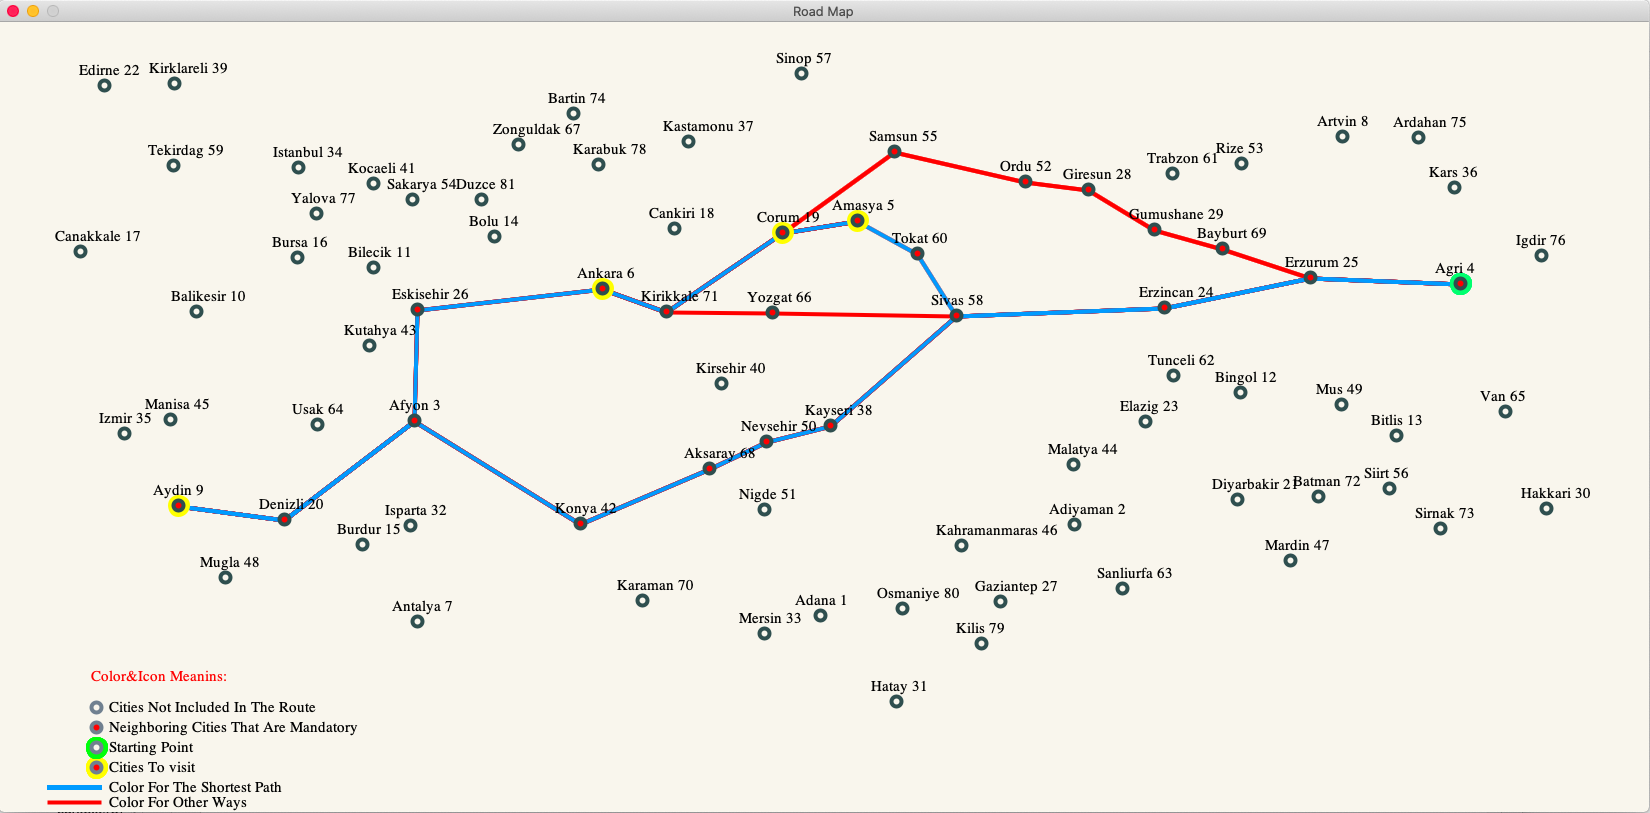 Road Map
Sinop 57
Edirne 22
Kirklareli 39
Bartin 74
Zonguldak 67
Kastamonu 37
Samsun 55
Artvin 8
Ardahan 75
Tekirdag 59
Istanbul 34
Karabuk 78
Ordu 52
Giresun 28
Trabzon 61
Rize 53
Kocaeli 41
Sakarya 54
Duzce 81
Kars 36
Yalova 77
Bolu 14
Cankiri 18
Corum 19
Amasya 5
Gumushane 29
Canakkale 17
Bursa 16
Bilecik 11
Tokat 60
Bayburt 69
Igdir 76
Ankara 6
Erzurum 25
Agri 4
Balikesir 10
Eskisehir 26
Kirikkale 71
Yozgat 66
Sivas 58
Erzincan 24
Kutahya 43
Kirsehir 40
Tunceli 62
Bingol 12
Mus 49
Van 65
Izmir 35
Manisa 45
Usak 64
Afyon 3
Kayseri 38
Elazig 23
Bitlis 13
Nevsehir 50
Aksaray 68
Malatya 44
Aydin 9
Denizli 20
Nigde 51
Diyarbakir 21
Batman 72
Siirt 56
Hakkari 30
Isparta 32
Konya 42
Adiyaman 2
Sirnak 73
Burdur 15
Kahramanmaras 46
Mardin 47
Mugla 48
Sanliurfa 63
Antalya 7
Karaman 70
Adana 1
Osmaniye 80
Gaziantep 27
Mersin 33
Kilis 79
Hatay 31
Color&Icon Meanins:
Cities Not Included In The Route
Neighboring Cities That Are Mandatory
Starting Point
Cities To visit
Color For The Shortest Path
Color For Other Ways